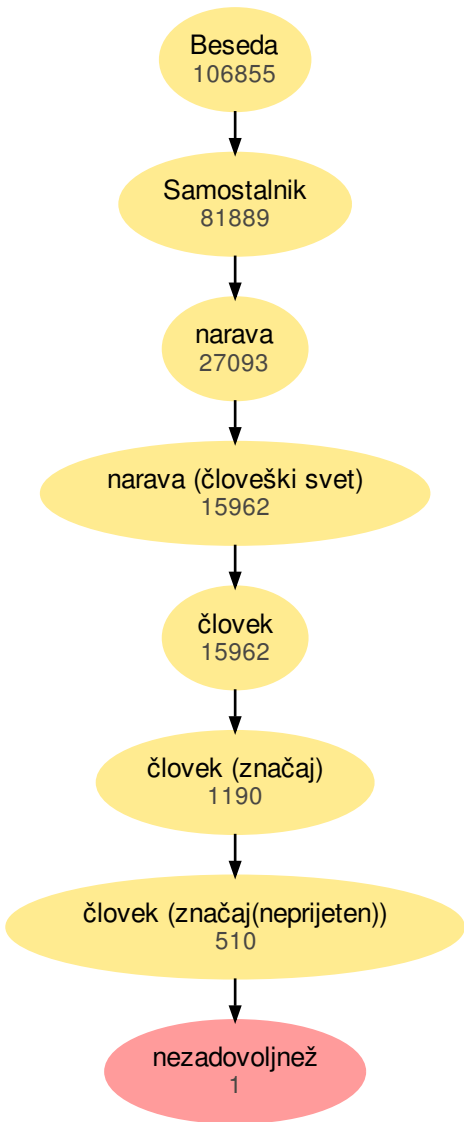 Beseda
106855
Samostalnik
81889
narava
27093
narava (človeški svet)
15962
človek
15962
človek (značaj)
1190
človek (značaj(neprijeten))
510
nezadovoljnež
1